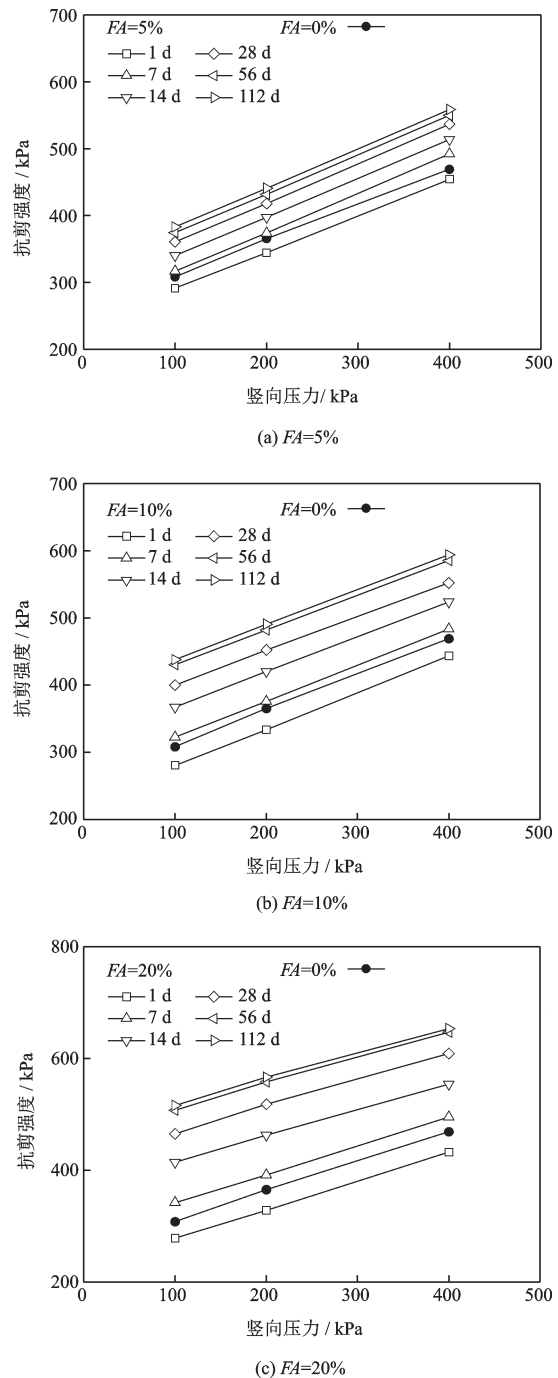 700
FA=5% FA=0%
1 d 28 d
600
7 d 56 d
14 d 112 d
500
抗剪强度 / kPa
400
300
200
0 100 200 300 400 500
竖向压力/ kPa
(a) FA=5%
700
FA=10% FA=0%
1 d 28 d
600
7 d 56 d
14 d 112 d
500
抗剪强度 / kPa
400
300
200
0 100 200 300 400 500
竖向压力 / kPa
(b) FA=10%
800
FA=20% FA=0%
1 d 28 d
7 d 56 d
14 d 112 d
600
抗剪强度 / kPa
400
200
0 100 200 300 400 500
竖向压力 / kPa
(c) FA=20%